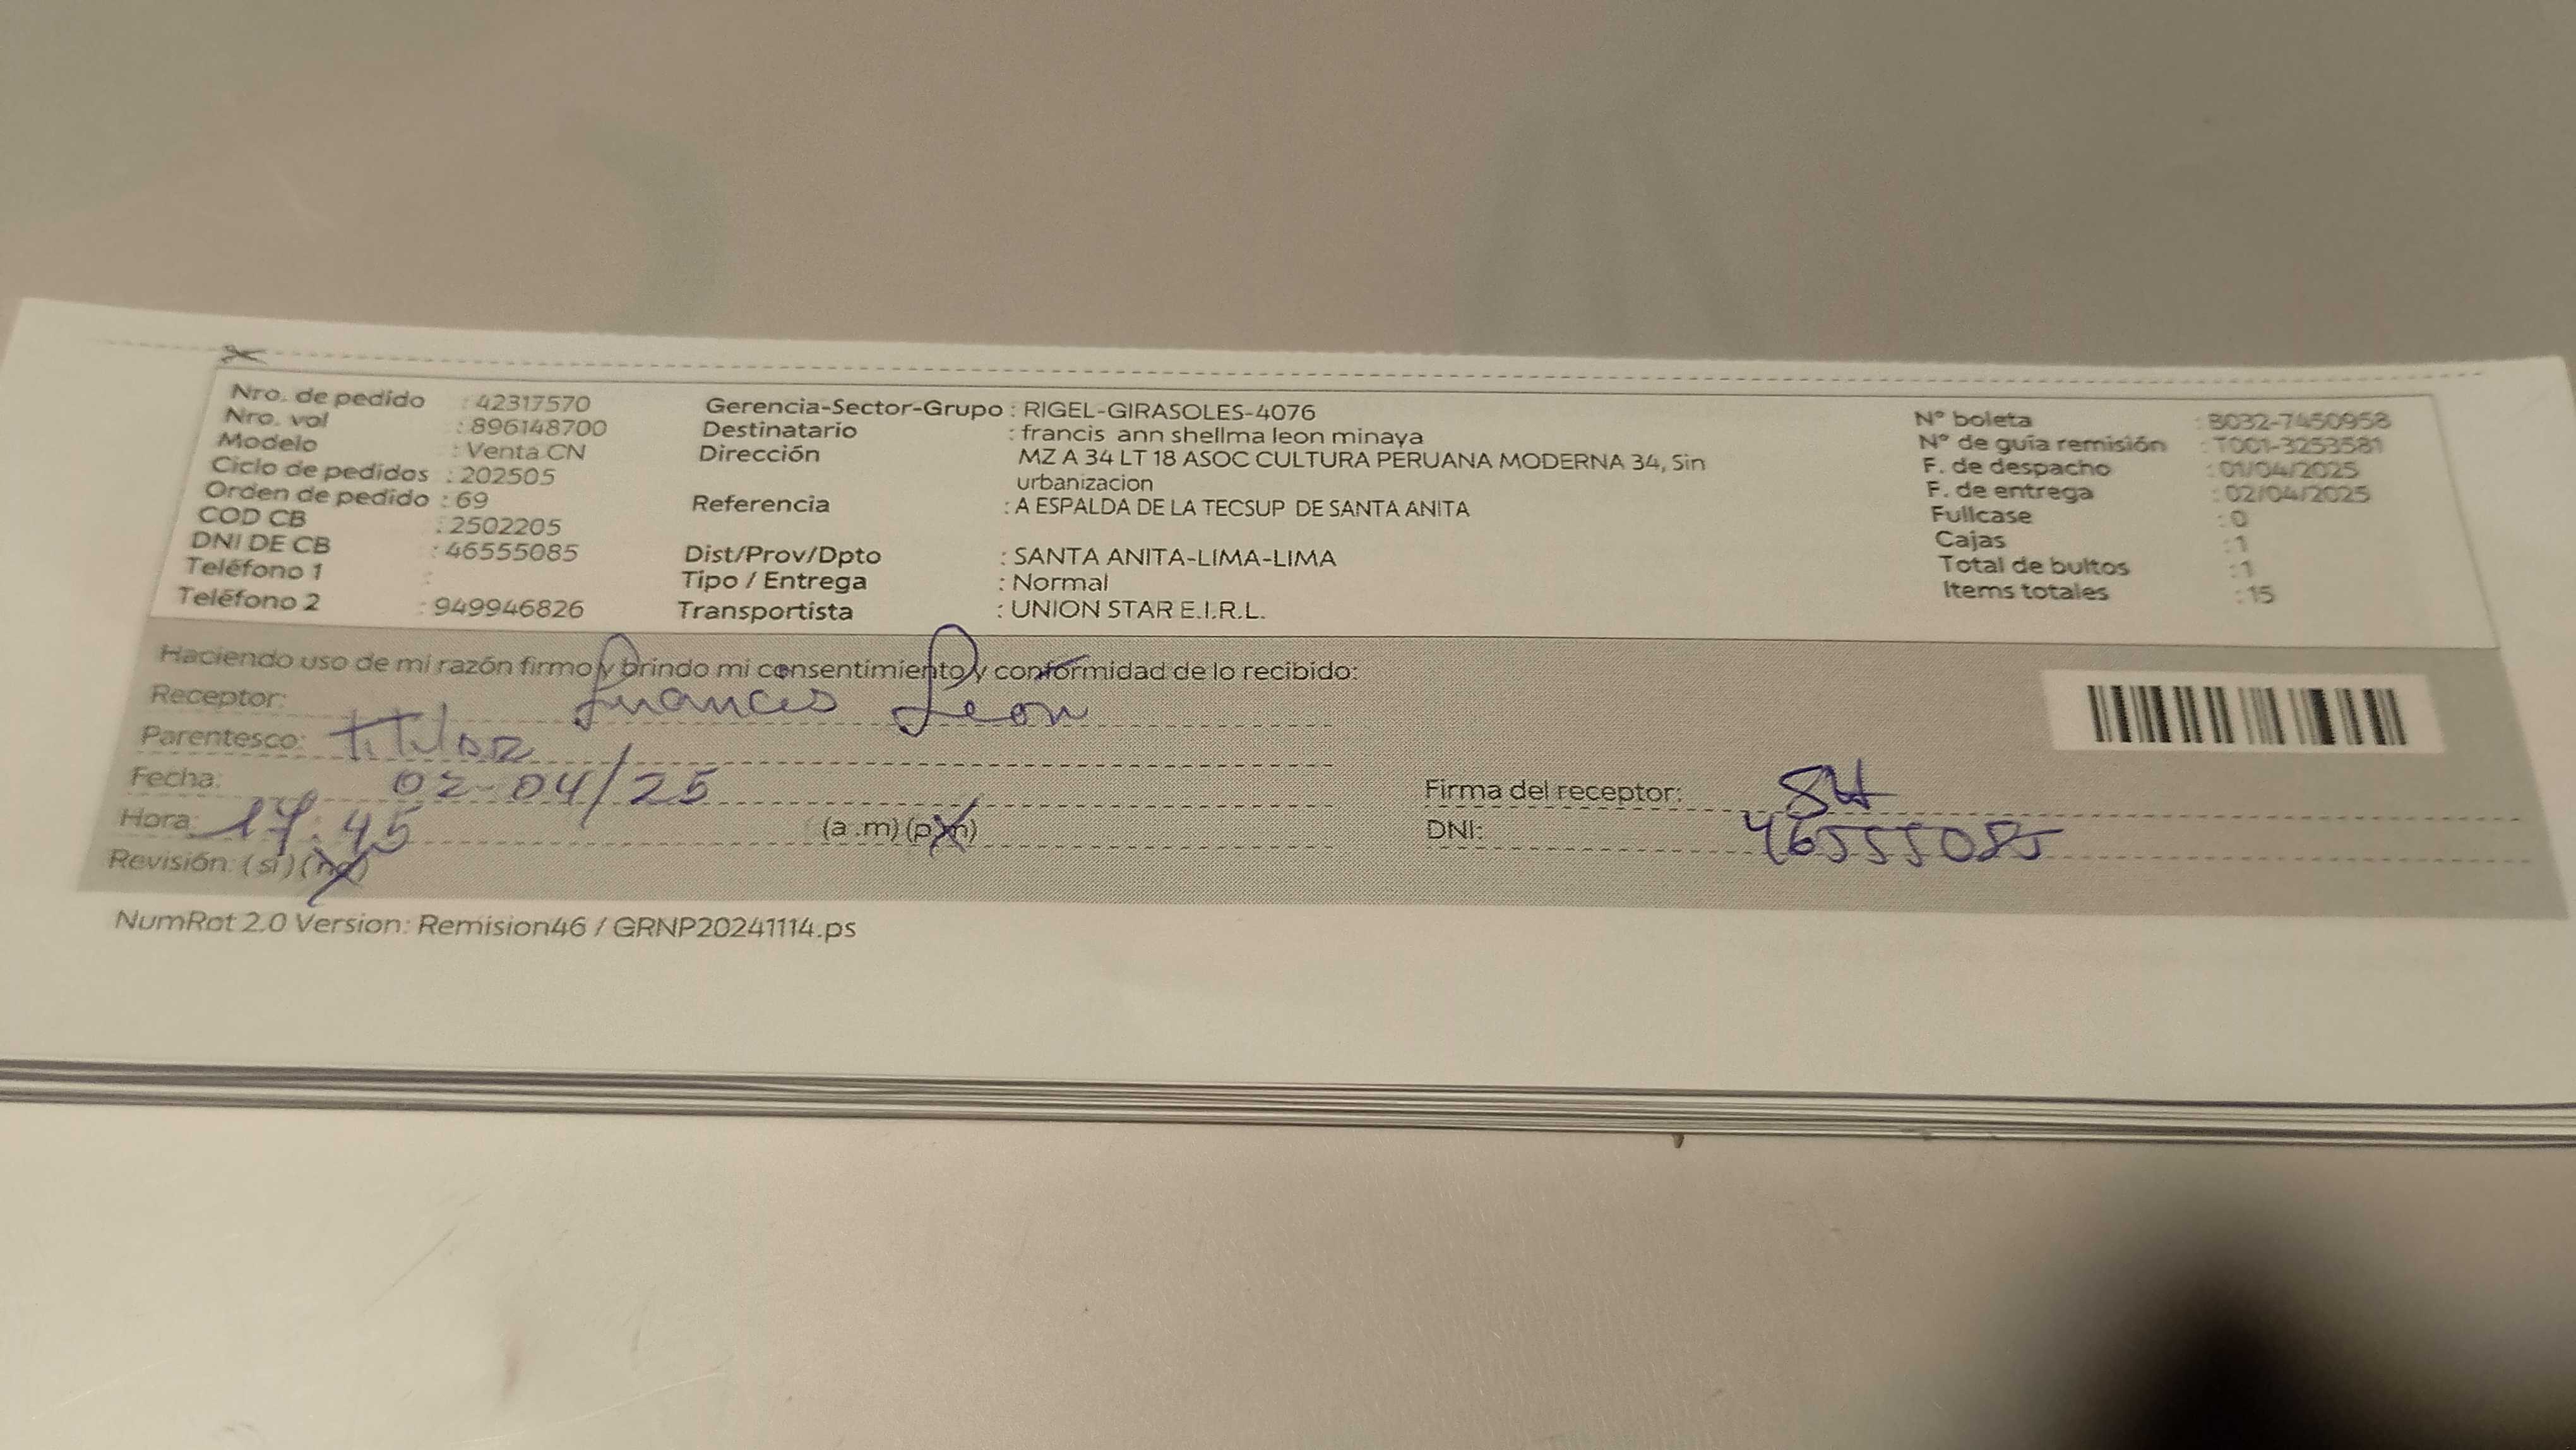 Nro. de pedido : 42317570
Nro. vol : 896148700
Modelo : Venta CN
Ciclo de pedidos : 202505
Orden de pedido : 69
COD CB : 2502205
DNI DE CB : 46555085
Teléfono 1 :
Teléfono 2 : 949946826
Gerencia-Sector-Grupo : RIGEL-GIRASOLES-4076
Destinatario : francis ann shellma leon minaya
Dirección MZ A 34 LT 18 ASOC CULTURA PERUANA MODERNA 34, Sin
urbanizacion
Referencia : A ESPALDA DE LA TECSUP DE SANTA ANITA
Dist/Prov/Dpto : SANTA ANITA-LIMA-LIMA
Tipo / Entrega : Normal
Transportista : UNION STAR E.I.R.L.
N° boleta : B032-7450958
N° de guía remisión : T001-3253581
F. de despacho : 01/04/2025
F. de entrega : 02/04/2025
Fullcase : 0
Cajas : 1
Total de bultos : 1
Items totales : 15
Haciendo uso de mi razón firmo y brindo mi consentimiento y conformidad de lo recibido:
Receptor: Francis Leon
Parentesco: titular
Fecha: 02-04/25
Hora: 17:45 (a .m) (p.m)
Revisión: (si) (no)
Firma del receptor:
DNI: 46555085
NumRot 2.0 Version: Remision46 / GRNP20241114.ps